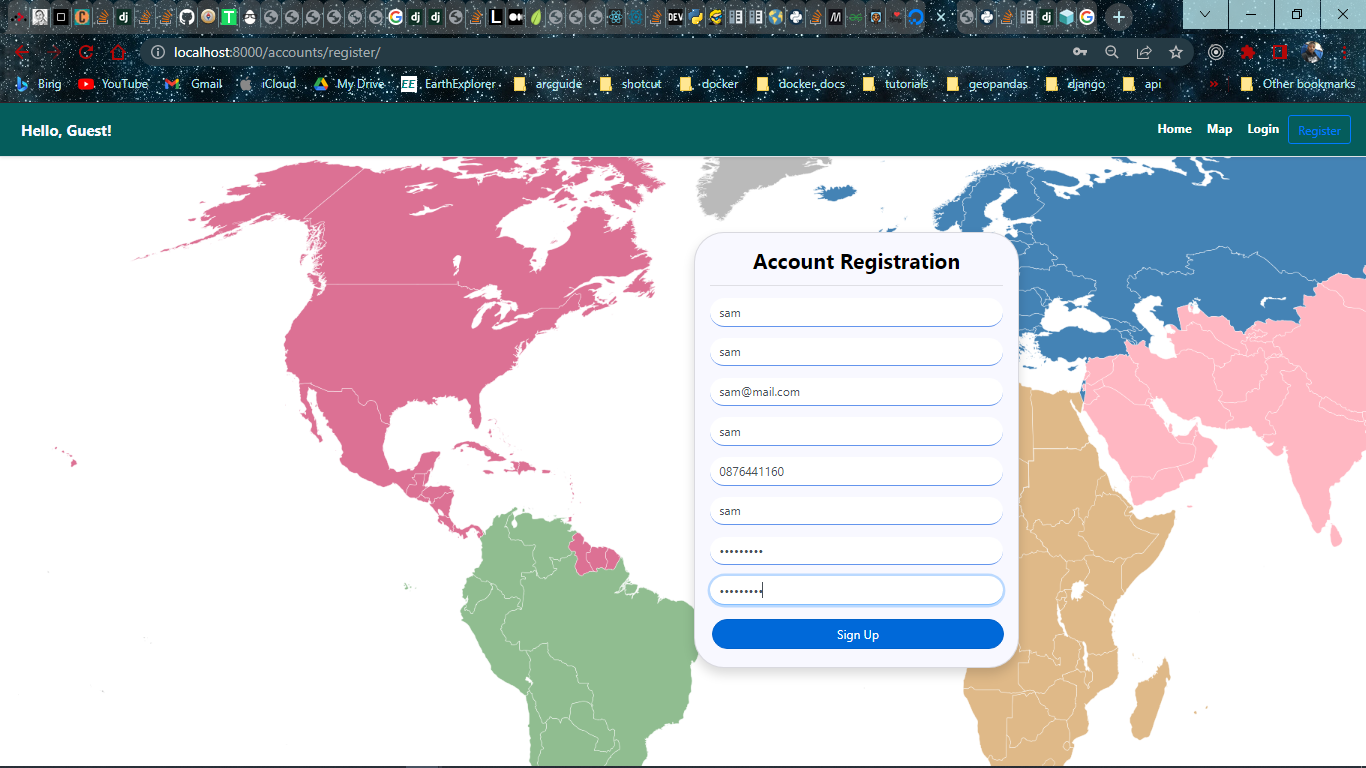 localhost:8000/accounts/register/
Bing YouTube Gmail iCloud My Drive EE EarthExplorer arcguide shotcut docker docker docs tutorials geopandas django api » Other bookmarks
Hello, Guest!
Home Map Login Register
Account Registration
sam
sam
sam@mail.com
sam
0876441160
sam
•••••••••
•••••••••
Sign Up